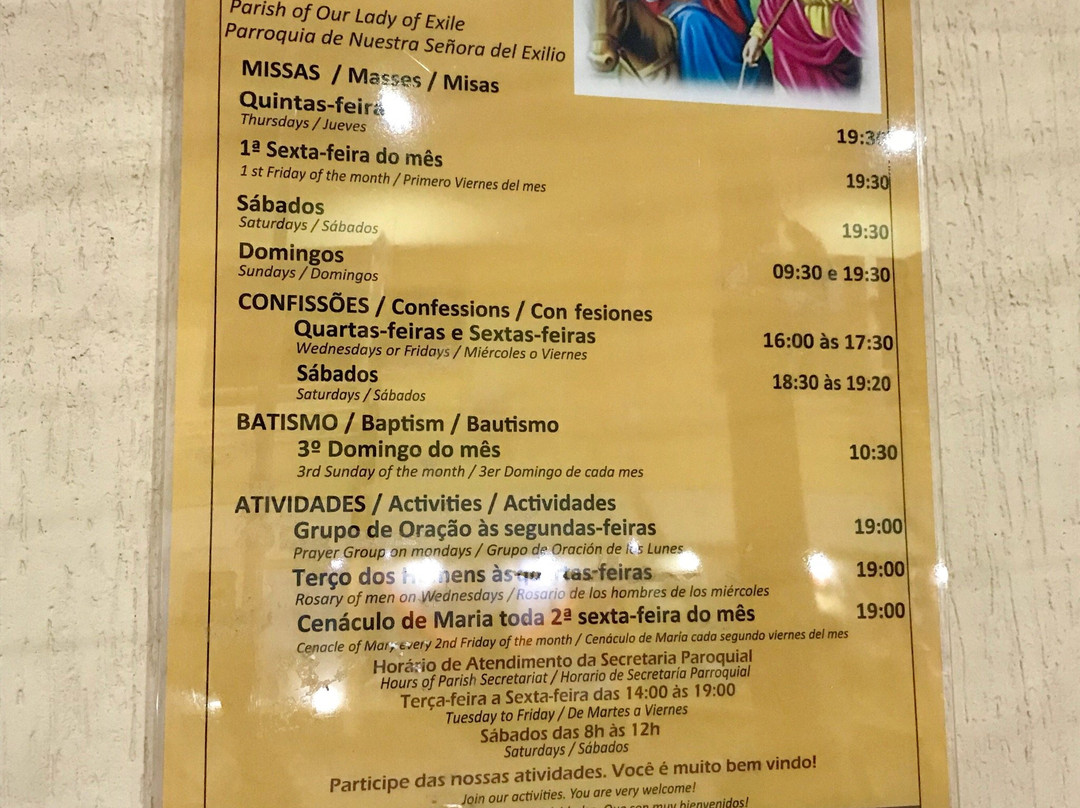 Parish of Our Lady of Exile
Parroquia de Nuestra Señora del Exilio
MISSAS / Masses / Misas
Quintas-feira
Thursdays / Jueves
19:30
1ª Sexta-feira do mês
1 st Friday of the month / Primero Viernes del mes
19:30
Sábados
Saturdays / Sábados
19:30
Domingos
Sundays / Domingos
09:30 e 19:30
CONFISSÕES / Confessions / Con fesiones
Quartas-feiras e Sextas-feiras
Wednesdays or Fridays / Miércoles o Viernes
16:00 às 17:30
Sábados
Saturdays / Sábados
18:30 às 19:20
BATISMO / Baptism / Bautismo
3º Domingo do mês
3rd Sunday of the month / 3er Domingo de cada mes
10:30
ATIVIDADES / Activities / Actividades
Grupo de Oração às segundas-feiras
Prayer Group on mondays / Grupo de Oración de los Lunes
19:00
Terço dos Homens às quartas-feiras
Rosary of men on Wednesdays / Rosario de los hombres de los miércoles
19:00
Cenáculo de Maria toda 2ª sexta-feira do mês
Cenacle of Mary every 2nd Friday of the month / Cenáculo de María cada segundo viernes del mes
19:00
Horário de Atendimento da Secretaria Paroquial
Hours of Parish Secretariat / Horario de Secretaría Parroquial
Terça-feira a Sexta-feira das 14:00 às 19:00
Tuesday to Friday / De Martes a Viernes
Sábados das 8h às 12h
Saturdays / Sábados
Participe das nossas atividades. Você é muito bem vindo!
Join our activities. You are very welcome!
Que son muy bienvenidos!